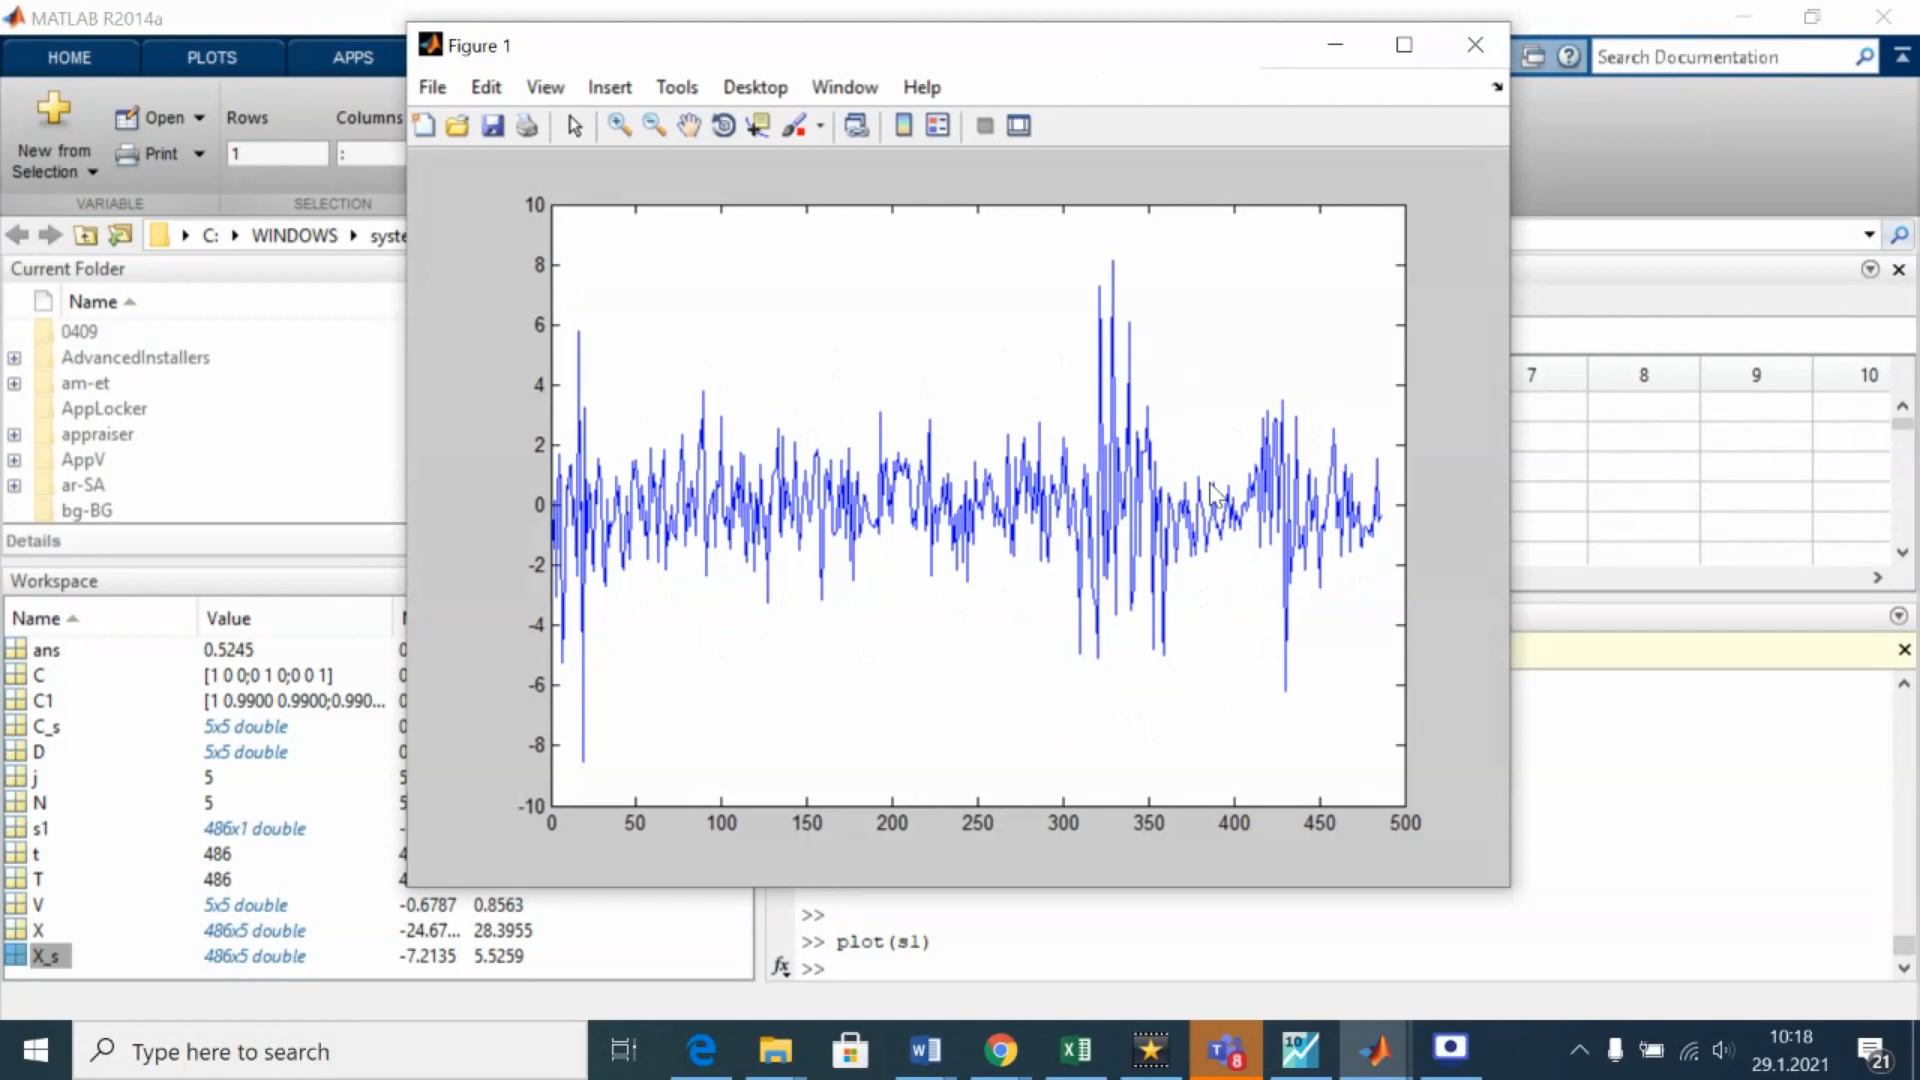 MATLAB R2014a
HOME PLOTS APPS
Search Documentation
Figure 1
File Edit View Insert Tools Desktop Window Help
New from
Selection
Open
Print
Rows Columns
1 :
VARIABLE SELECTION
C: WINDOWS syste
Current Folder
Name
0409
AdvancedInstallers
am-et
AppLocker
appraiser
AppV
ar-SA
bg-BG
Details
Workspace
Name Value
ans 0.5245
C [1 0 0;0 1 0;0 0 1]
C1 [1 0.9900 0.9900;0.990...
C_s 5x5 double
D 5x5 double
j 5
N 5
s1 486x1 double
t 486
T 486
V 5x5 double -0.6787 0.8563
X 486x5 double -24.67... 28.3955
X_s 486x5 double -7.2135 5.5259
10
8
6
4
2
0
-2
-4
-6
-8
-10
0 50 100 150 200 250 300 350 400 450 500
7 8 9 10
>>
>> plot(s1)
fx >>
Type here to search
10:18
29.1.2021
8
10
21